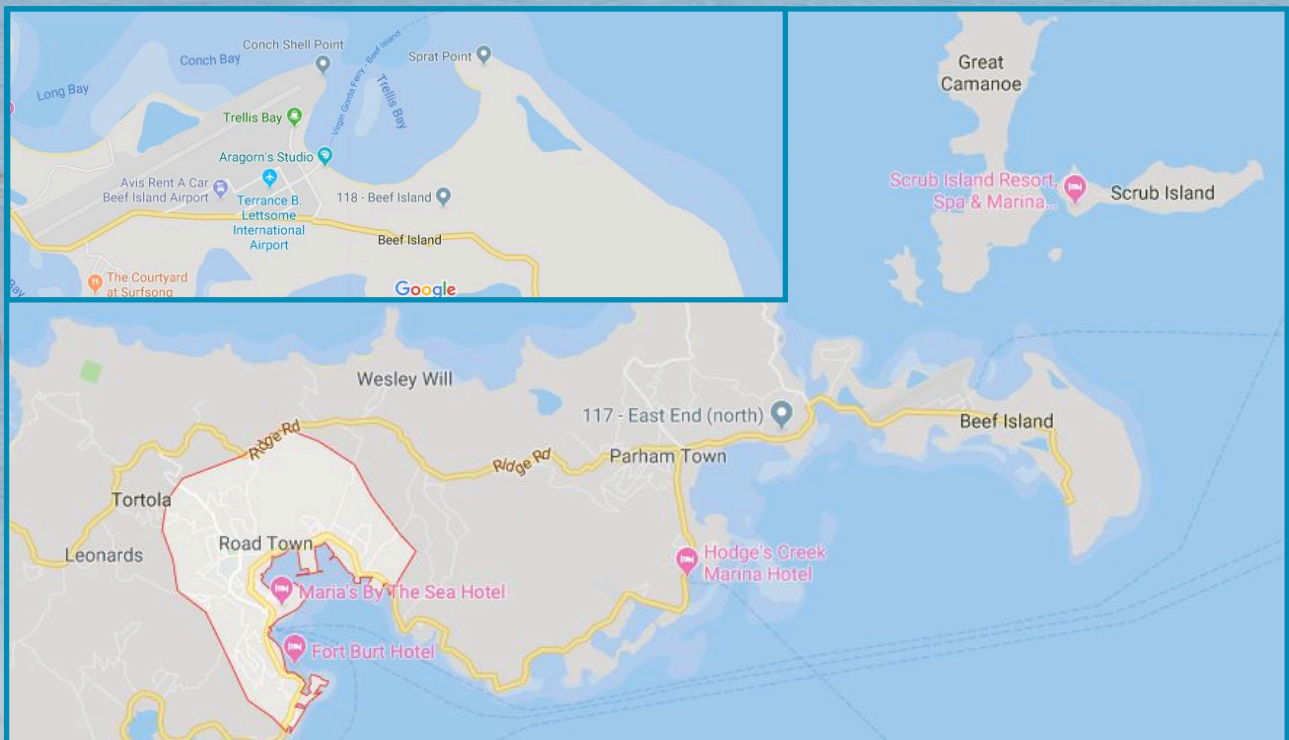 Conch Shell Point
Sprat Point
Conch Bay
Long Bay
Virgin Gorda Ferry - Beef Island
Trellis Bay
Trellis Bay
Aragorn's Studio
Avis Rent A Car
Beef Island Airport
Terrance B.
Lettsome
International
Airport
118 - Beef Island
Beef Island
The Courtyard
at Surfsong
Bay
Google
Great
Camanoe
Scrub Island Resort,
Spa & Marina...
Scrub Island
Wesley Will
117 - East End (north)
Beef Island
Ridge Rd
Ridge Rd
Parham Town
Tortola
Leonards
Road Town
Hodge's Creek
Marina Hotel
Maria's By The Sea Hotel
Fort Burt Hotel